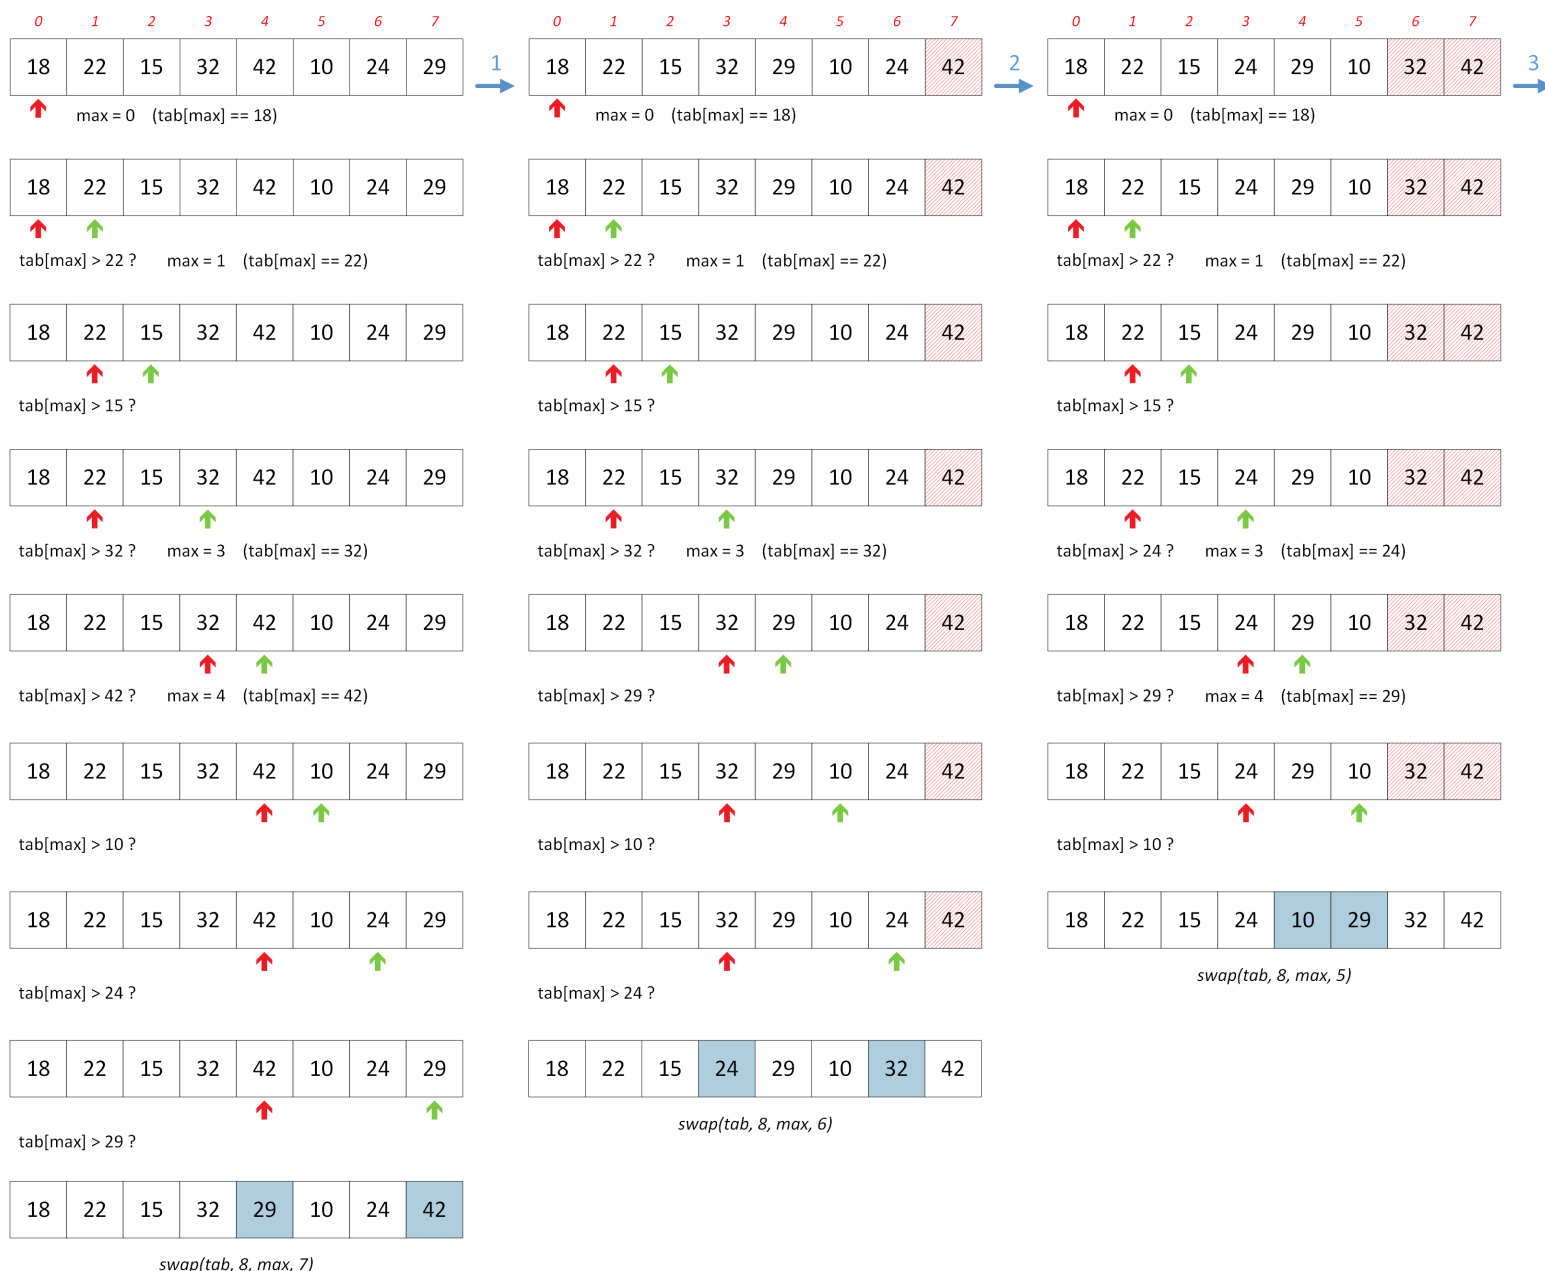 0 1 2 3 4 5 6 7
18 22 15 32 42 10 24 29
max = 0 (tab[max] == 18)
18 22 15 32 42 10 24 29
tab[max] > 22 ? max = 1 (tab[max] == 22)
18 22 15 32 42 10 24 29
tab[max] > 15 ?
18 22 15 32 42 10 24 29
tab[max] > 32 ? max = 3 (tab[max] == 32)
18 22 15 32 42 10 24 29
tab[max] > 42 ? max = 4 (tab[max] == 42)
18 22 15 32 42 10 24 29
tab[max] > 10 ?
18 22 15 32 42 10 24 29
tab[max] > 24 ?
18 22 15 32 42 10 24 29
tab[max] > 29 ?
18 22 15 32 29 10 24 42
swap(tab, 8, max, 7)
1
0 1 2 3 4 5 6 7
18 22 15 32 29 10 24 42
max = 0 (tab[max] == 18)
18 22 15 32 29 10 24 42
tab[max] > 22 ? max = 1 (tab[max] == 22)
18 22 15 32 29 10 24 42
tab[max] > 15 ?
18 22 15 32 29 10 24 42
tab[max] > 32 ? max = 3 (tab[max] == 32)
18 22 15 32 29 10 24 42
tab[max] > 29 ?
18 22 15 32 29 10 24 42
tab[max] > 10 ?
18 22 15 32 29 10 24 42
tab[max] > 24 ?
18 22 15 24 29 10 32 42
swap(tab, 8, max, 6)
2
0 1 2 3 4 5 6 7
18 22 15 24 29 10 32 42
max = 0 (tab[max] == 18)
18 22 15 24 29 10 32 42
tab[max] > 22 ? max = 1 (tab[max] == 22)
18 22 15 24 29 10 32 42
tab[max] > 15 ?
18 22 15 24 29 10 32 42
tab[max] > 24 ? max = 3 (tab[max] == 24)
18 22 15 24 29 10 32 42
tab[max] > 29 ? max = 4 (tab[max] == 29)
18 22 15 24 29 10 32 42
tab[max] > 10 ?
18 22 15 24 10 29 32 42
swap(tab, 8, max, 5)
3